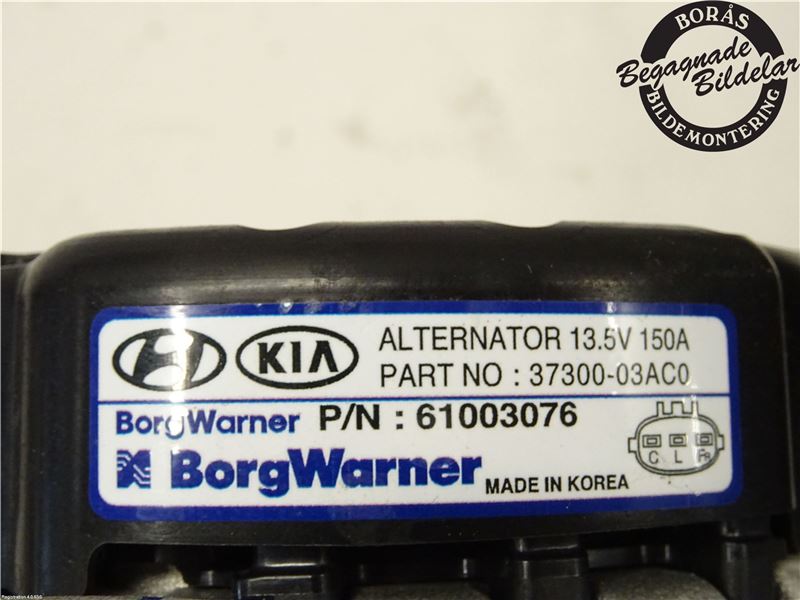 BORÅS
Begagnade
Bildelar
BILDEMONTERING
KIA
ALTERNATOR 13.5V 150A
PART NO : 37300-03AC0
BorgWarner P/N : 61003076
C L FR
BorgWarner MADE IN KOREA